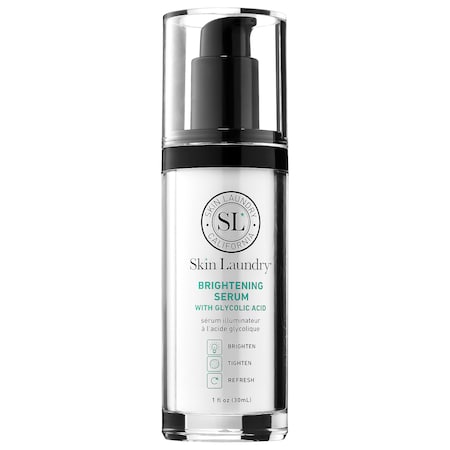 SKIN LAUNDRY
SL
CALIFORNIA
Skin Laundry
BRIGHTENING
SERUM
WITH GLYCOLIC ACID
sérum illuminateur
à l'acide glycolique
BRIGHTEN
TIGHTEN
REFRESH
1 fl oz (30mL)